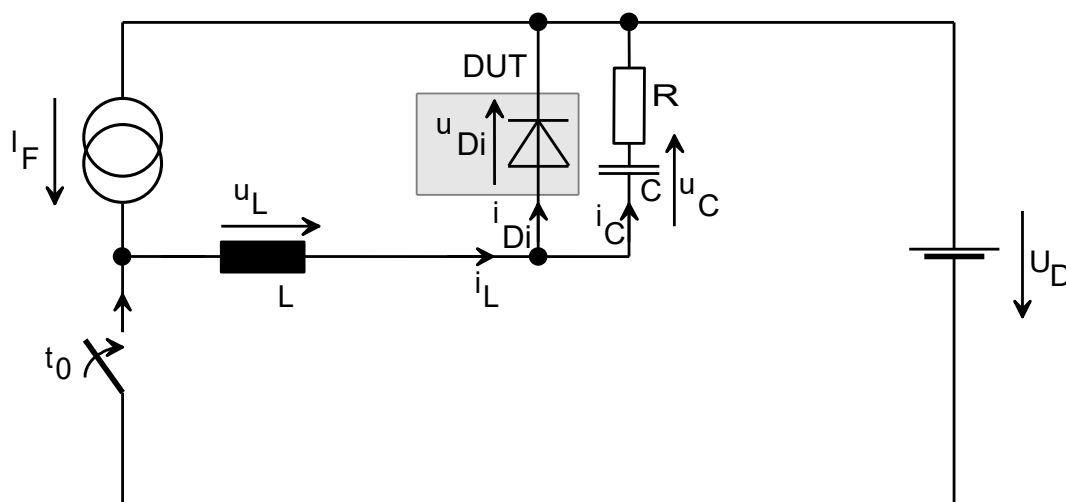 DUT
R
I_F
u_Di
C
u_C
u_L
i_Di
i_C
U_D
i_L
L
t_0